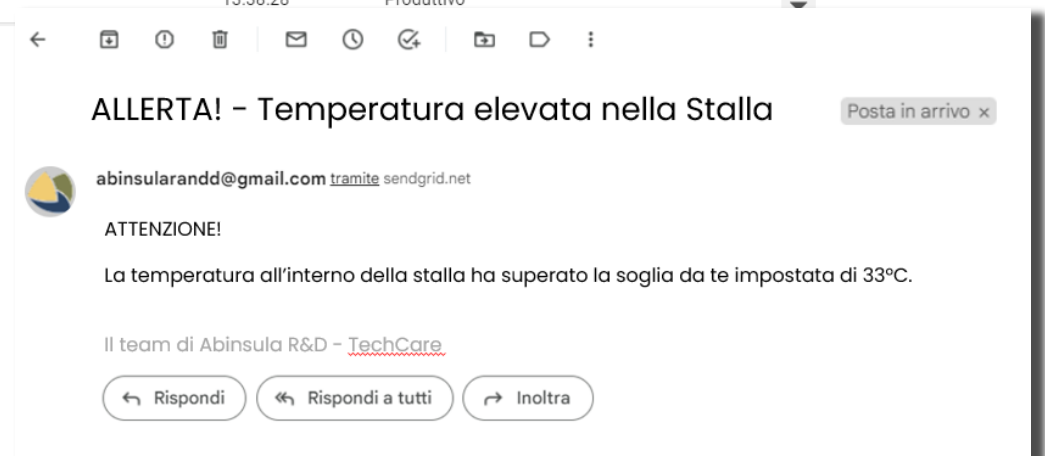 ALLERTA! - Temperatura elevata nella Stalla
Posta in arrivo ×
abinsularandd@gmail.com tramite sendgrid.net
ATTENZIONE!
La temperatura all'interno della stalla ha superato la soglia da te impostata di 33°C.
Il team di Abinsula R&D - TechCare
Rispondi
Rispondi a tutti
Inoltra